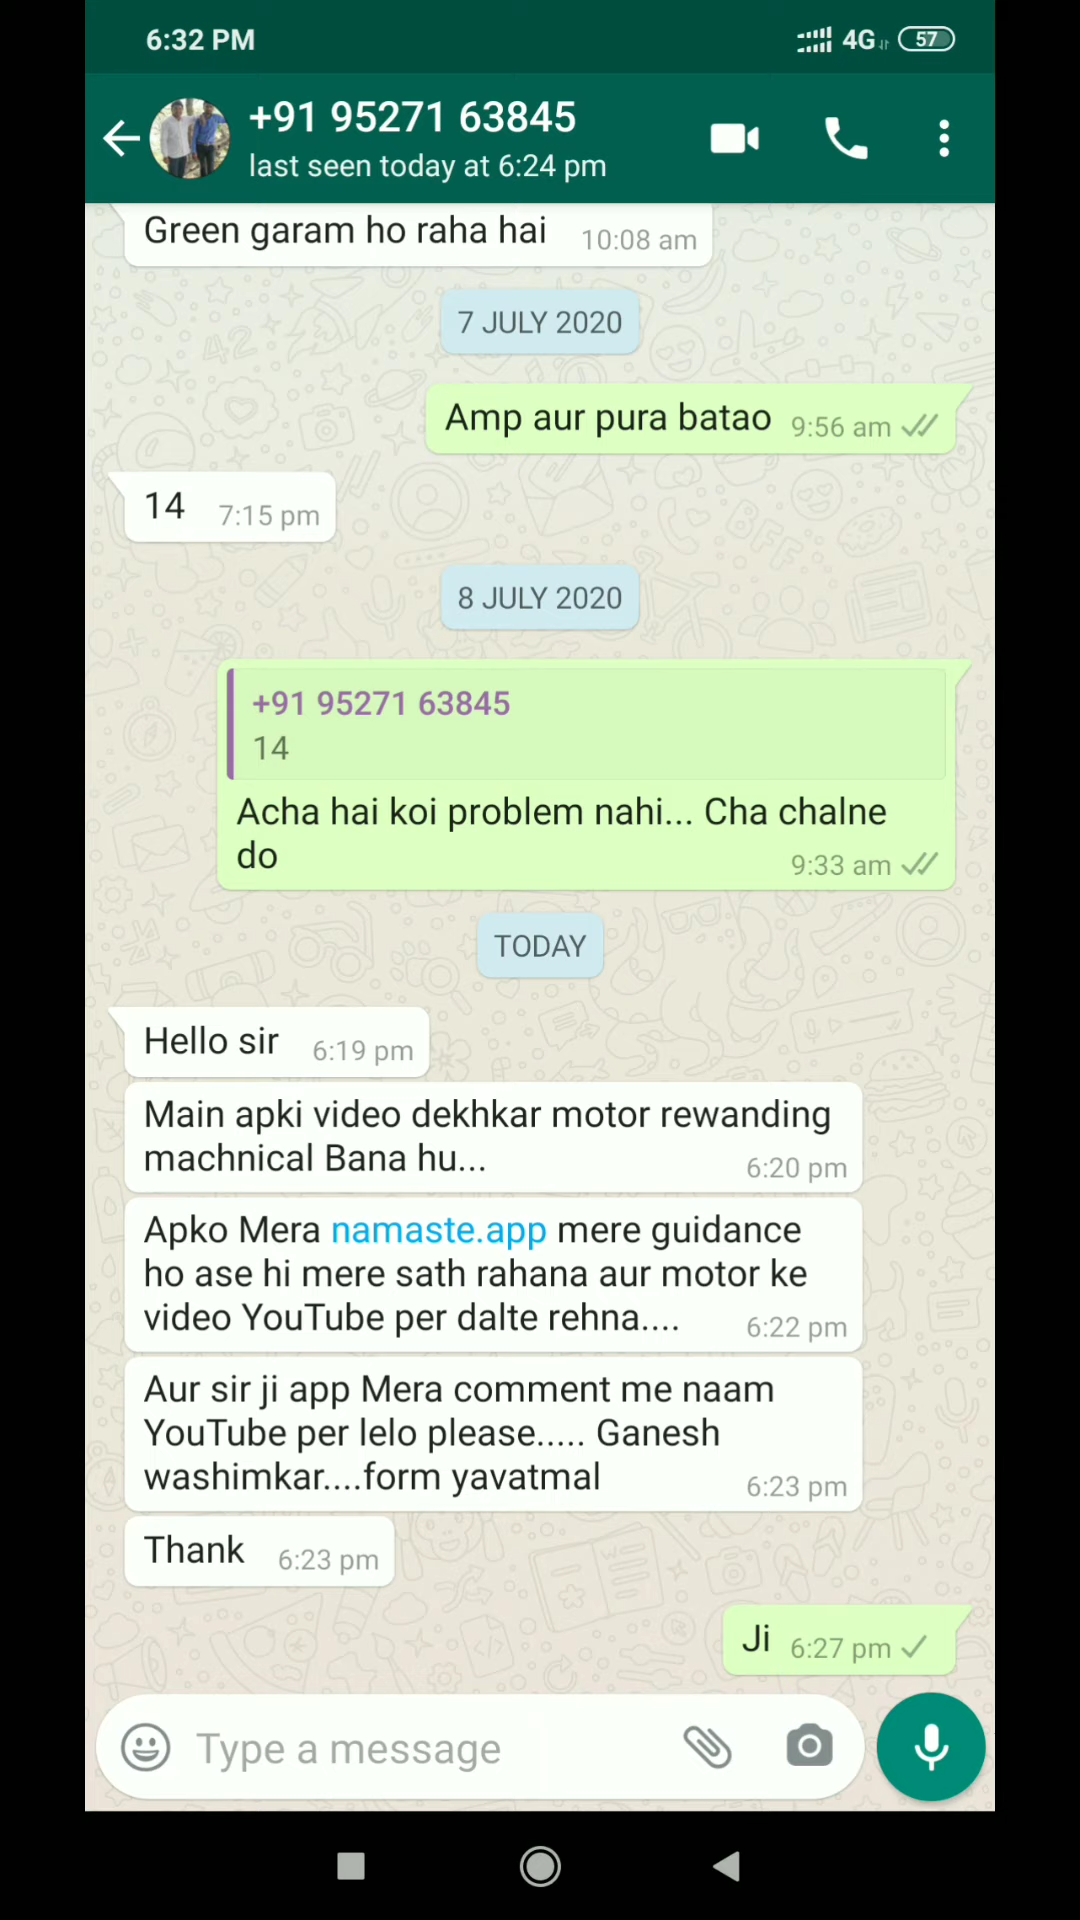 6:32 PM
4G
57
+91 95271 63845
last seen today at 6:24 pm
Green garam ho raha hai 10:08 am
7 JULY 2020
Amp aur pura batao 9:56 am
14 7:15 pm
8 JULY 2020
+91 95271 63845
14
Acha hai koi problem nahi... Cha chalne
do 9:33 am
TODAY
Hello sir 6:19 pm
Main apki video dekhkar motor rewanding
machnical Bana hu... 6:20 pm
Apko Mera namaste.app mere guidance
ho ase hi mere sath rahana aur motor ke
video YouTube per dalte rehna.... 6:22 pm
Aur sir ji app Mera comment me naam
YouTube per lelo please..... Ganesh
washimkar....form yavatmal 6:23 pm
Thank 6:23 pm
Ji 6:27 pm
Type a message